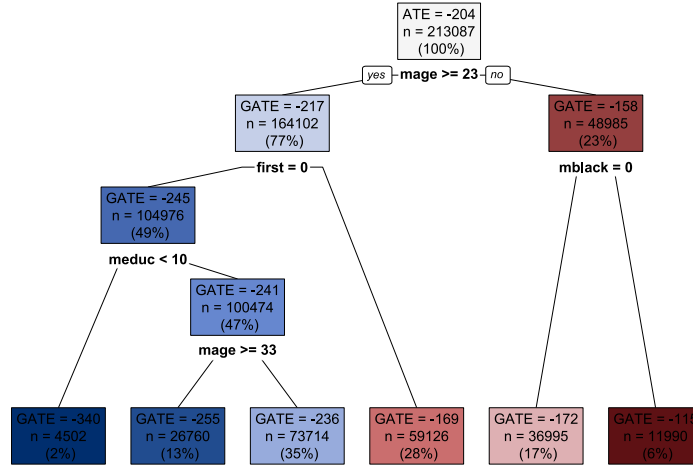 ATE = -204
n = 213087
(100%)
yes mage >= 23 no
GATE = -217
n = 164102
(77%)
GATE = -158
n = 48985
(23%)
first = 0
mblack = 0
GATE = -245
n = 104976
(49%)
meduc < 10
GATE = -241
n = 100474
(47%)
mage >= 33
GATE = -340
n = 4502
(2%)
GATE = -255
n = 26760
(13%)
GATE = -236
n = 73714
(35%)
GATE = -169
n = 59126
(28%)
GATE = -172
n = 36995
(17%)
GATE = -115
n = 11990
(6%)